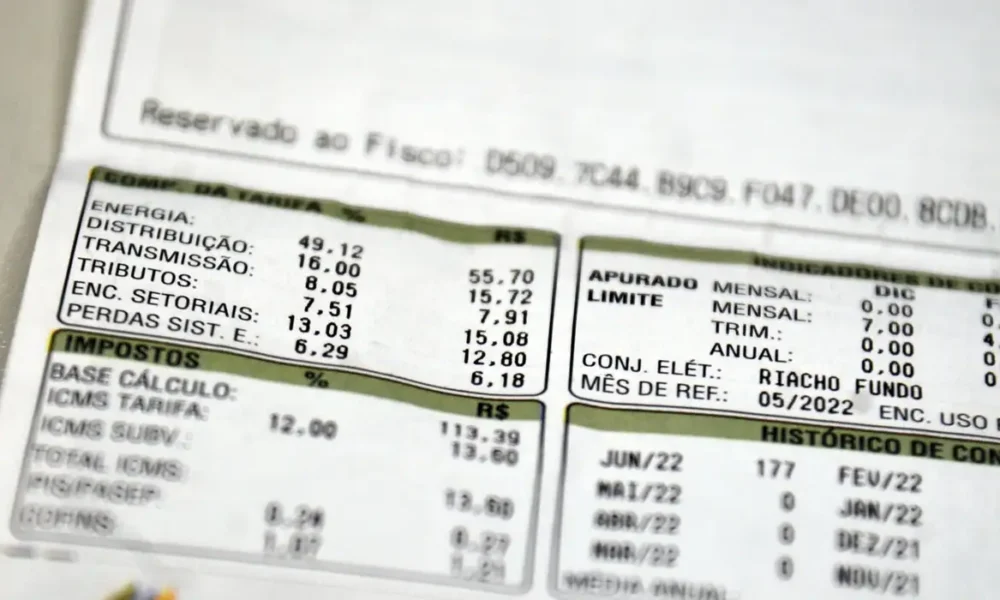 Reservado ao Fisco: D509.7C44.B9C9.F047.DE00.8CDB.
COMP. DA TARIFA % R$
ENERGIA: 49.12 55.70
DISTRIBUIÇÃO: 16.00 15.72
TRANSMISSÃO: 8.05 7.91
TRIBUTOS: 7.51 15.08
ENC. SETORIAIS: 13.03 12.80
PERDAS SIST. E.: 6.29 6.18
INDICADORES DE
DIC
APURADO MENSAL: 0.00
LIMITE MENSAL: 7.00
TRIM.: 0.00
ANUAL: 0.00
CONJ. ELÉT.: RIACHO FUNDO
MÊS DE REF.: 05/2022 ENC. USO
IMPOSTOS % R$
BASE CÁLCULO: 113.39
ICMS TARIFA: 12.00 13.60
ICMS SUBV.:
TOTAL ICMS: 13.60
PIS/PASEP: 0.27
COFINS:
HISTÓRICO DE CON
JUN/22 177 FEV/22
MAI/22 0 JAN/22
ABR/22 0 DEZ/21
MAR/22 0 NOV/21
MÉDIA ANUAL